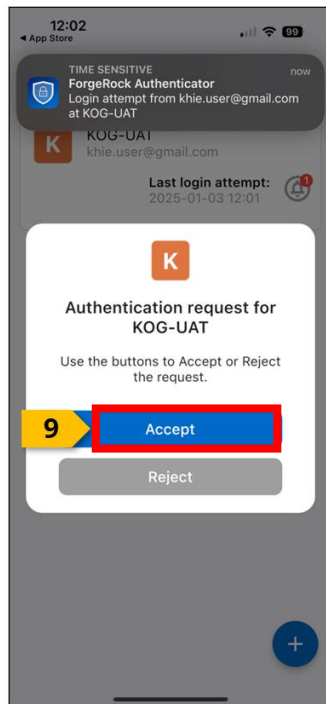 12:02
99
◀ App Store
TIME SENSITIVE
now
ForgeRock Authenticator
Login attempt from khie.user@gmail.com
at KOG-UAT
K
KOG-UAT
khie.user@gmail.com
Last login attempt:
1
2025-01-03 12:01
K
Authentication request for
KOG-UAT
Use the buttons to Accept or Reject
the request.
9
Accept
Reject
+